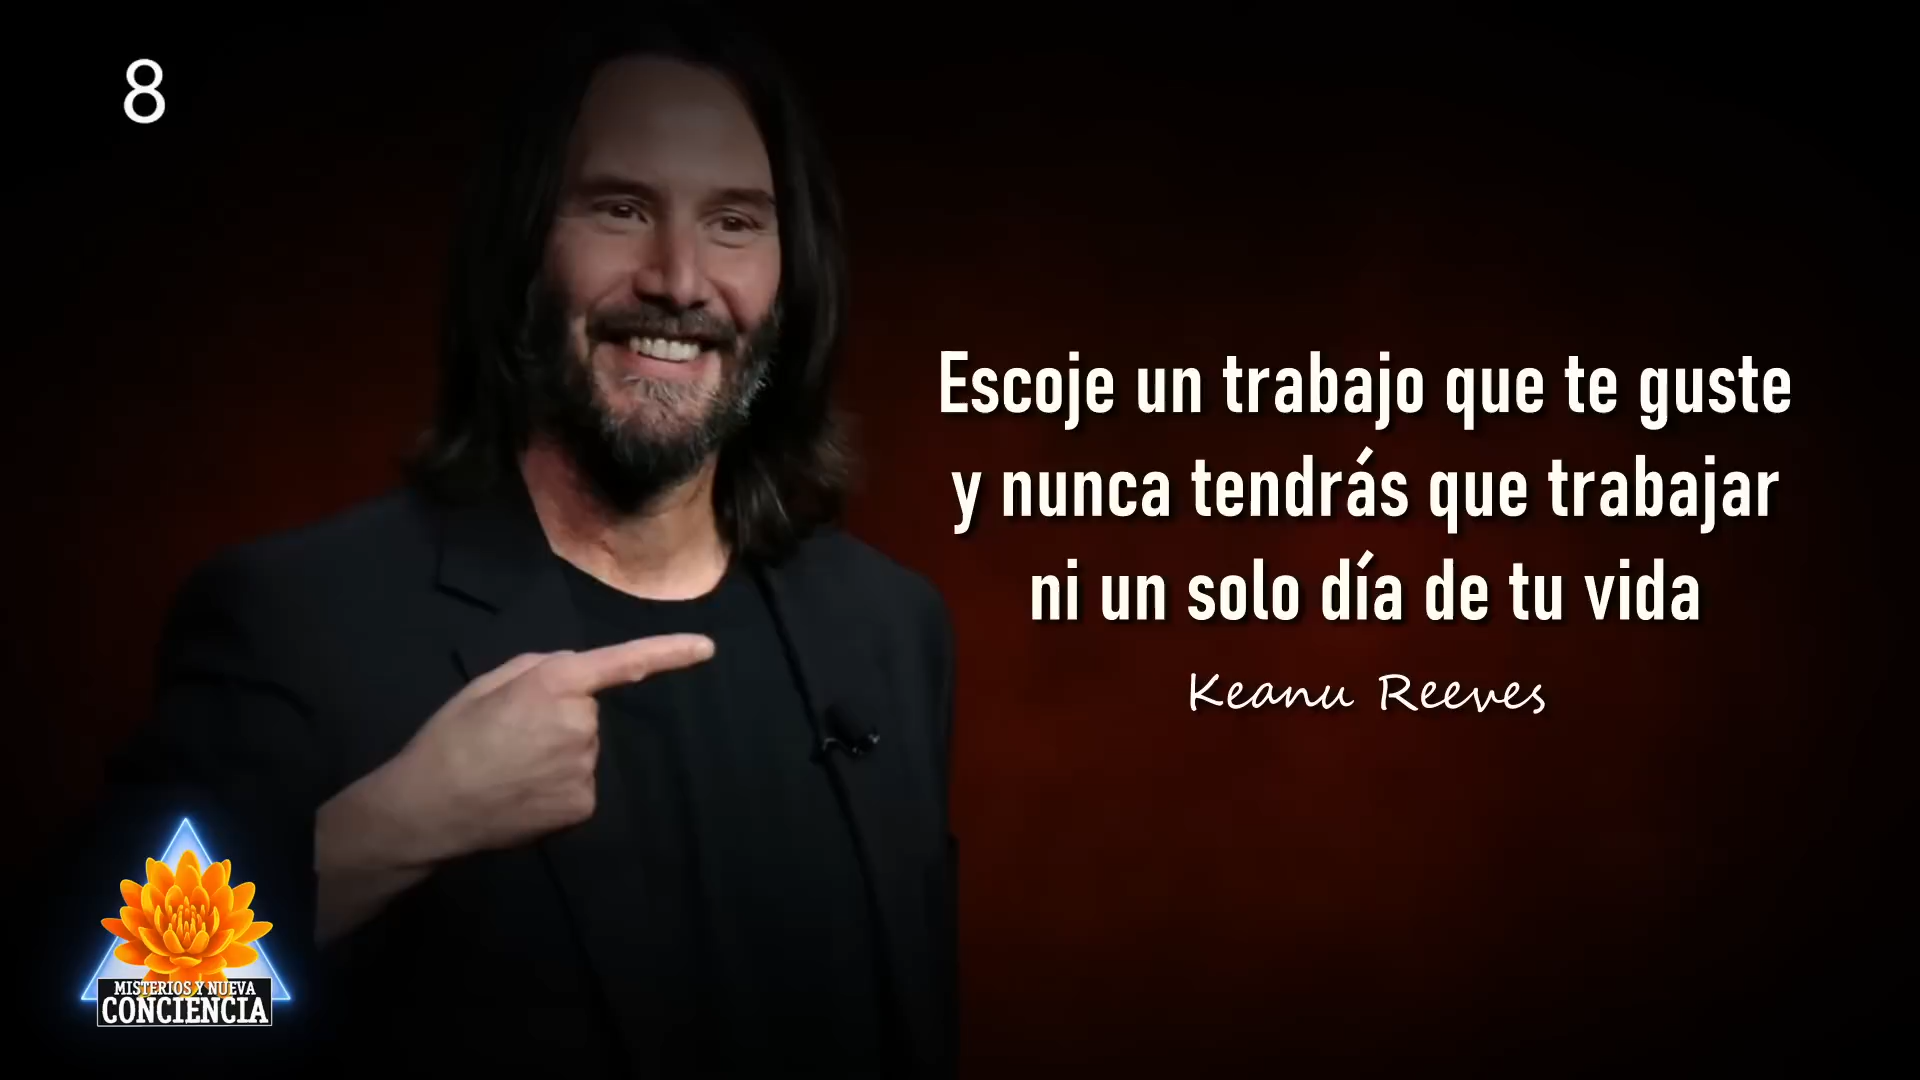 8
Escoje un trabajo que te guste
y nunca tendrás que trabajar
ni un solo día de tu vida
Keanu Reeves
MISTERIOS Y NUEVA
CONCIENCIA